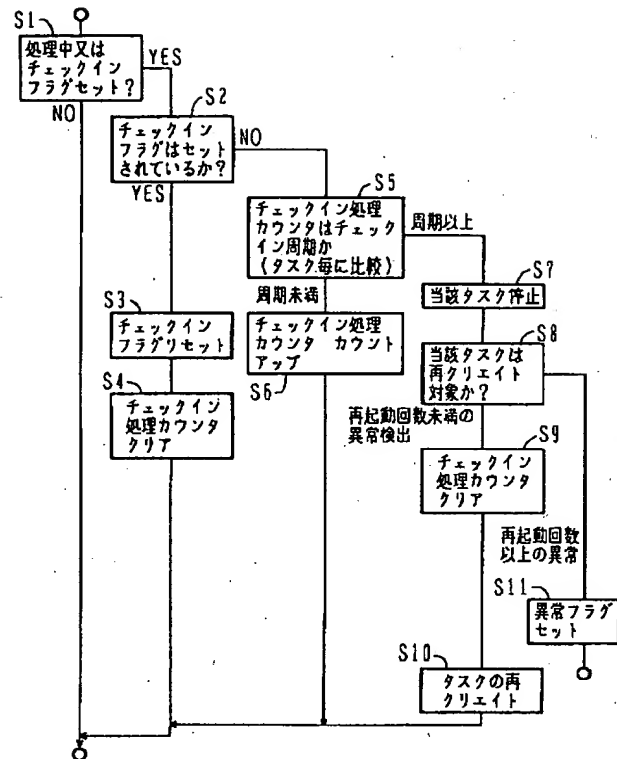 S1
処理中又は
チェックイン
フラグセット?
YES
NO
S2
チェックイン
フラグはセット
されているか?
NO
YES
S5
チェックイン処理
カウンタはチェック
イン周期か
(タスク毎に比較)
周期以上
周期未満
S7
当該タスク停止
S3
チェックイン
フラグリセット
チェックイン処理
カウンタ カウント
アップ
S6
S8
当該タスクは
再クリエイト
対象か?
S4
チェックイン
処理カウンタ
クリア
再起動回数未満の
異常検出
S9
チェックイン
処理カウンタ
クリア
再起動回数
以上の異常
S11
異常フラグ
セット
S10
タスクの再
クリエイト